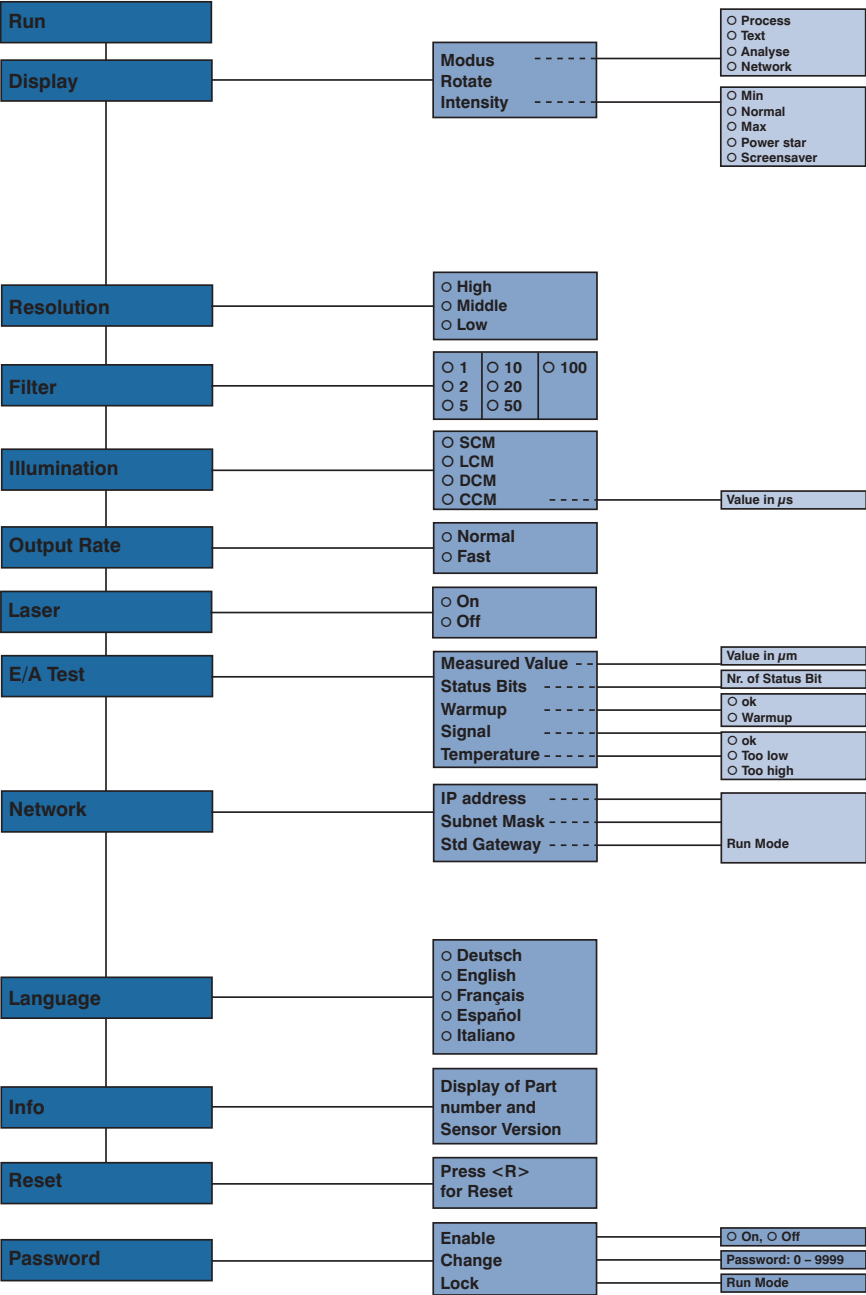 Run
Display
Modus
Rotate
Intensity
○ Process
○ Text
○ Analyse
○ Network
○ Min
○ Normal
○ Max
○ Power star
○ Screensaver
Resolution
○ High
○ Middle
○ Low
Filter
○ 1 ○ 10 ○ 100
○ 2 ○ 20
○ 5 ○ 50
Illumination
○ SCM
○ LCM
○ DCM
○ CCM
Value in µs
Output Rate
○ Normal
○ Fast
Laser
○ On
○ Off
E/A Test
Measured Value
Status Bits
Warmup
Signal
Temperature
Value in µm
Nr. of Status Bit
○ ok
○ Warmup
○ ok
○ Too low
○ Too high
Network
IP address
Subnet Mask
Std Gateway
Run Mode
Language
○ Deutsch
○ English
○ Français
○ Español
○ Italiano
Info
Display of Part
number and
Sensor Version
Reset
Press <R>
for Reset
Password
Enable
Change
Lock
○ On, ○ Off
Password: 0 – 9999
Run Mode